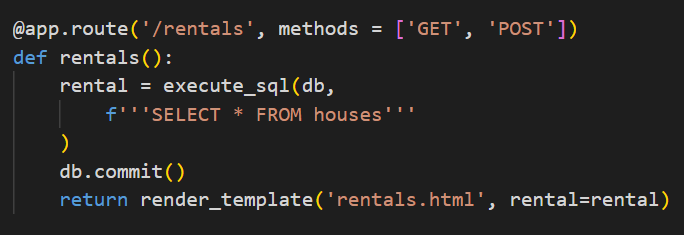 @app.route('/rentals', methods = ['GET', 'POST'])
def rentals():
    rental = execute_sql(db,
        f'''SELECT * FROM houses'''
    )
    db.commit()
    return render_template('rentals.html', rental=rental)